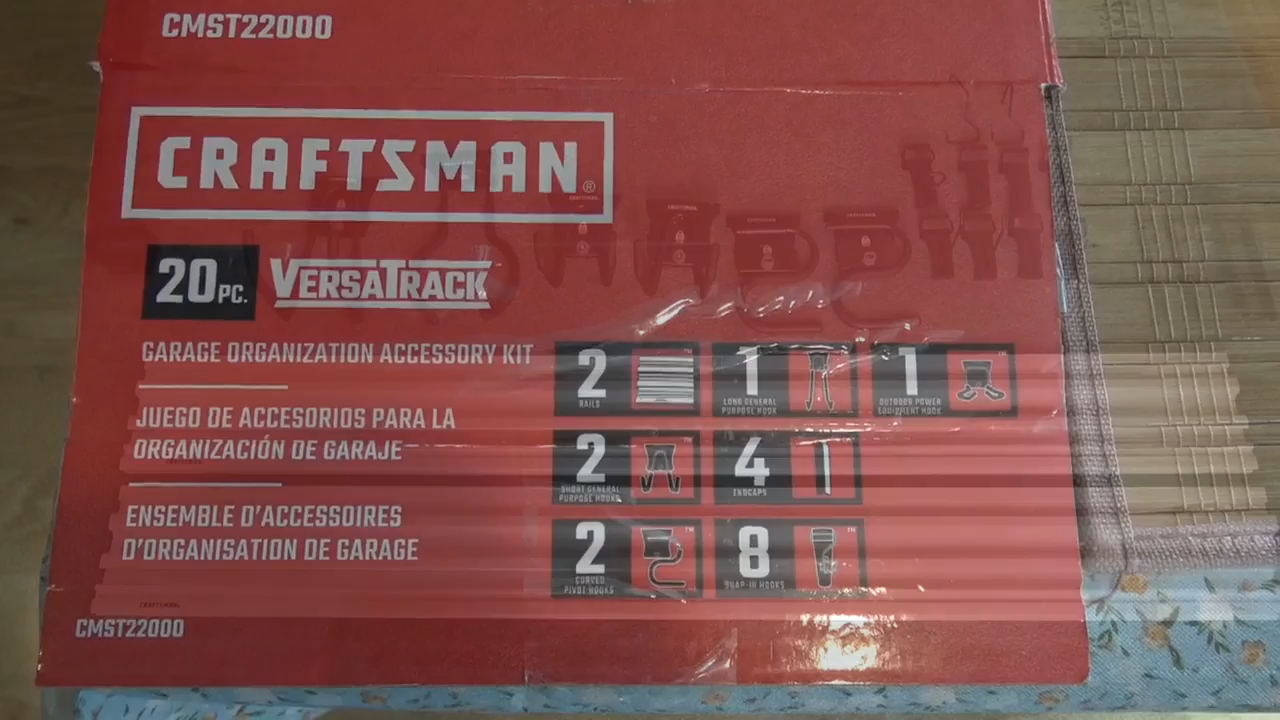 CMST22000
CRAFTSMAN®
20PC. VERSATRACK™
GARAGE ORGANIZATION ACCESSORY KIT
JUEGO DE ACCESORIOS PARA LA
ORGANIZACIÓN DE GARAJE
ENSEMBLE D'ACCESSOIRES
D'ORGANISATION DE GARAGE
2 RAILS
1 LONG GENERAL
PURPOSE HOOK
1 OUTDOOR POWER
EQUIPMENT HOOK
2 SHORT GENERAL
PURPOSE HOOKS
4 ENDCAPS
2 CURVED
PIVOT HOOKS
8 SNAP-IN HOOKS
CRAFTSMAN
CMST22000